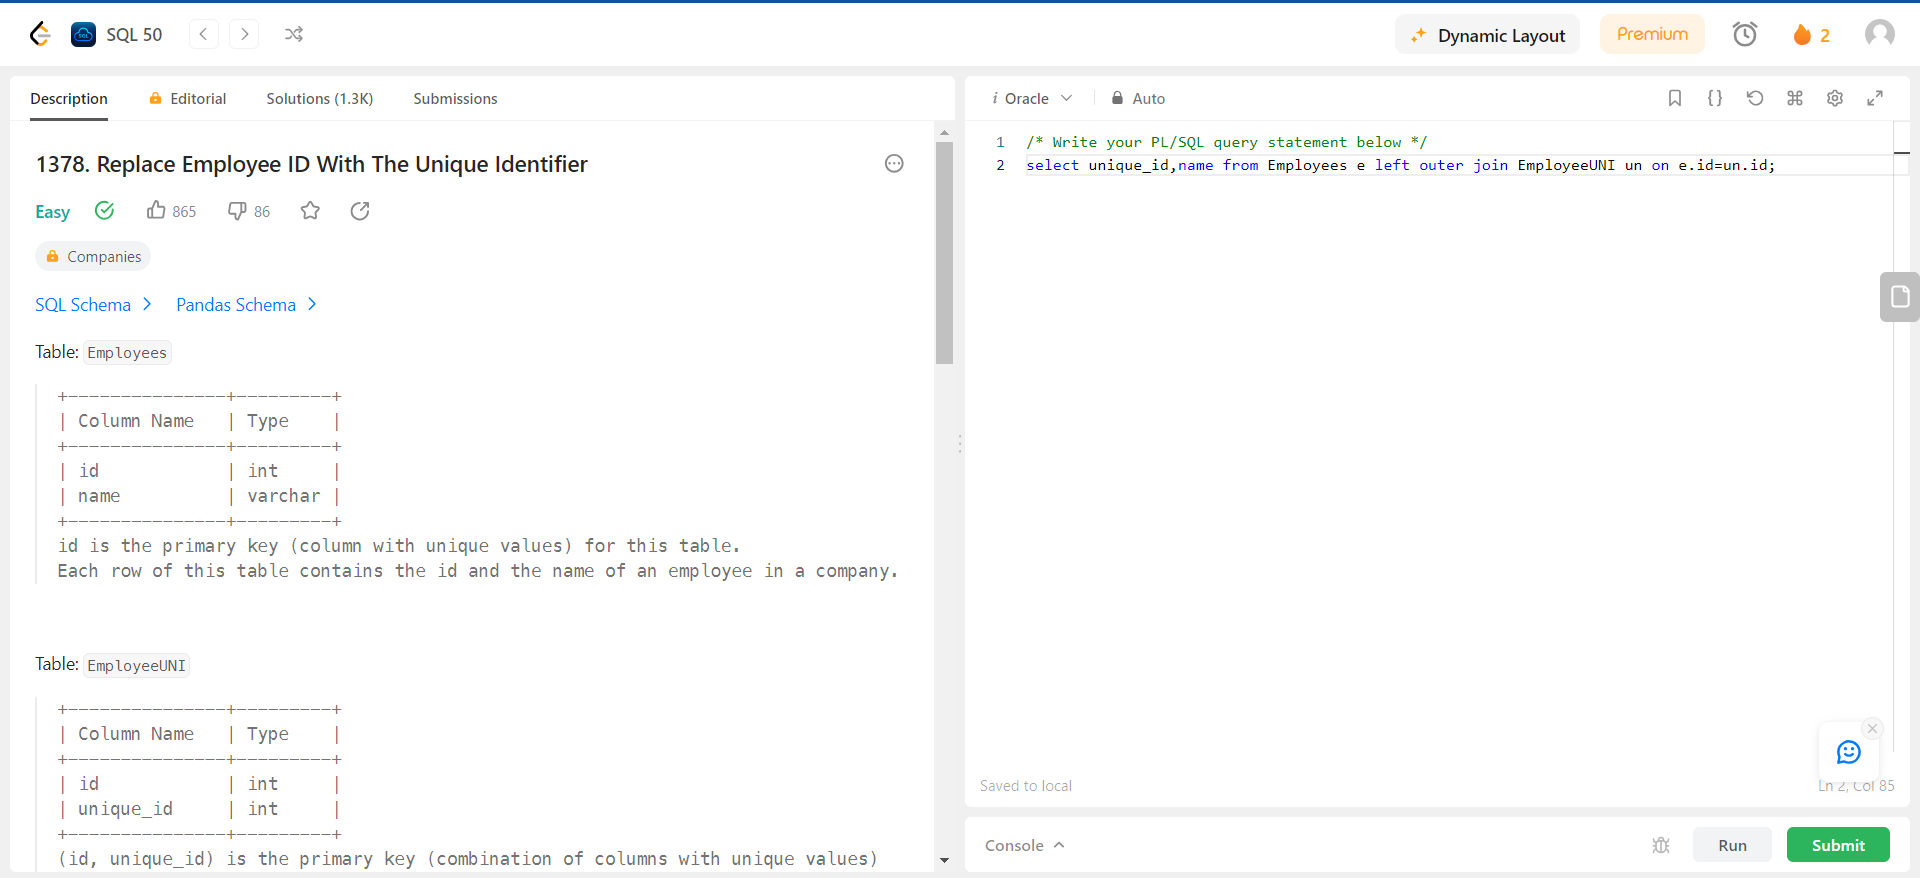 SQL 50
Dynamic Layout
Premium
2
Description
Editorial
Solutions (1.3K)
Submissions
1378. Replace Employee ID With The Unique Identifier
Easy
865
86
Companies
SQL Schema
Pandas Schema
Table: Employees
+---------------+---------+
| Column Name   | Type    |
+---------------+---------+
| id            | int     |
| name          | varchar |
+---------------+---------+
id is the primary key (column with unique values) for this table.
Each row of this table contains the id and the name of an employee in a company.
Table: EmployeeUNI
+---------------+---------+
| Column Name   | Type    |
+---------------+---------+
| id            | int     |
| unique_id     | int     |
+---------------+---------+
(id, unique_id) is the primary key (combination of columns with unique values)
i Oracle
Auto
{}
1 /* Write your PL/SQL query statement below */
2 select unique_id,name from Employees e left outer join EmployeeUNI un on e.id=un.id;
Saved to local
Ln 2, Col 85
Console
Run
Submit